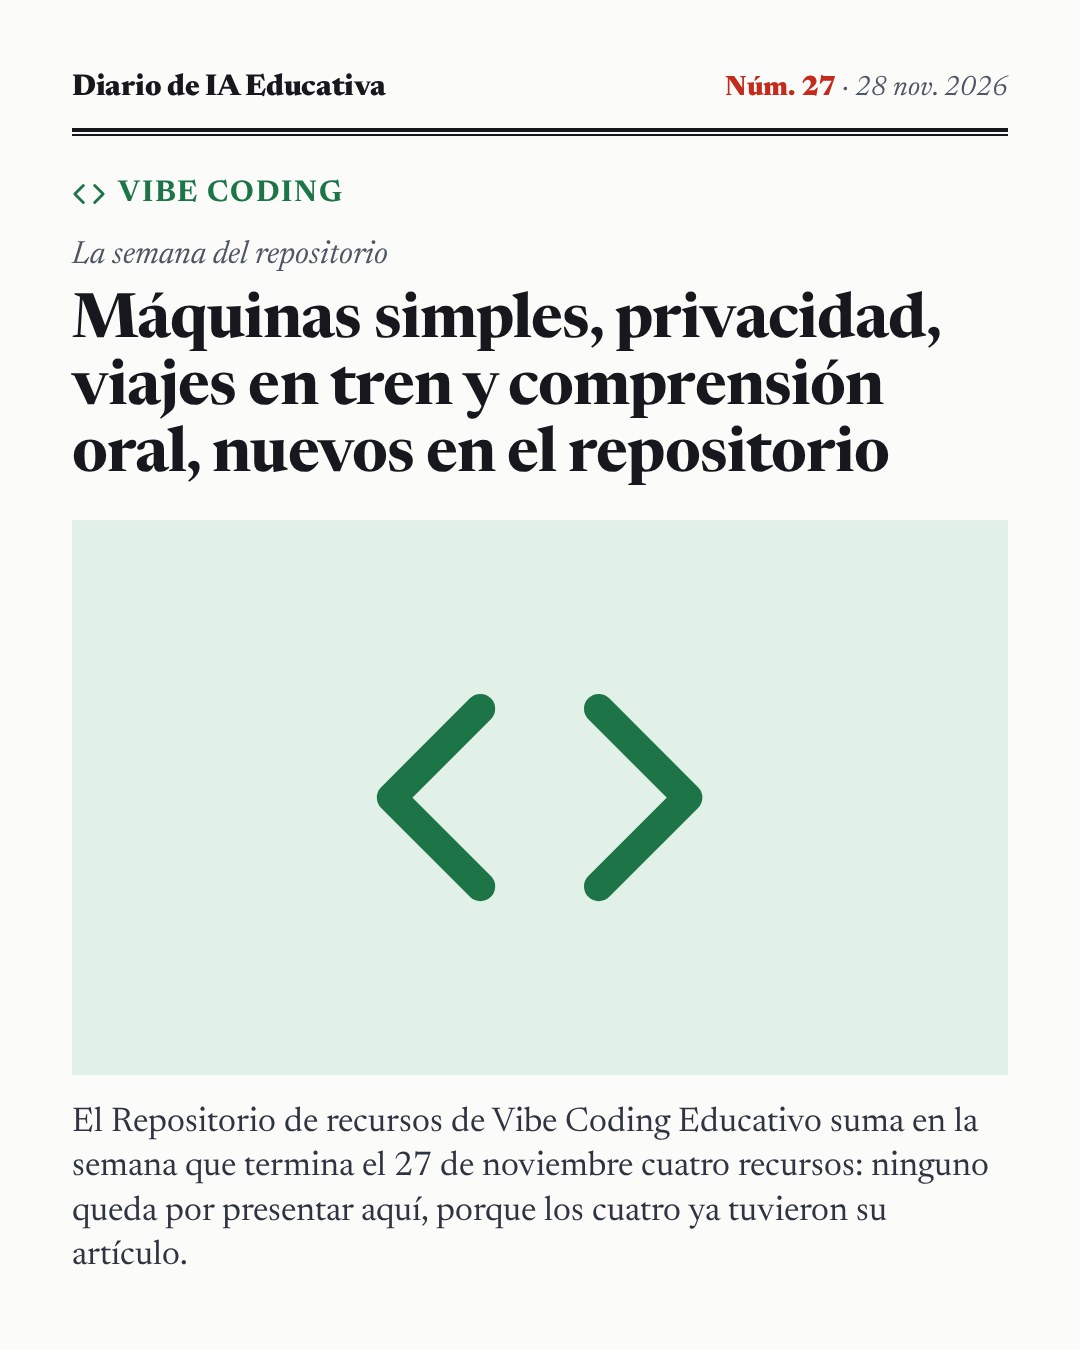 Diario de IA Educativa
Núm. 27 · 28 nov. 2026
VIBE CODING
La semana del repositorio
Máquinas simples, privacidad,
viajes en tren y comprensión
oral, nuevos en el repositorio
El Repositorio de recursos de Vibe Coding Educativo suma en la
semana que termina el 27 de noviembre cuatro recursos: ninguno
queda por presentar aquí, porque los cuatro ya tuvieron su
artículo.